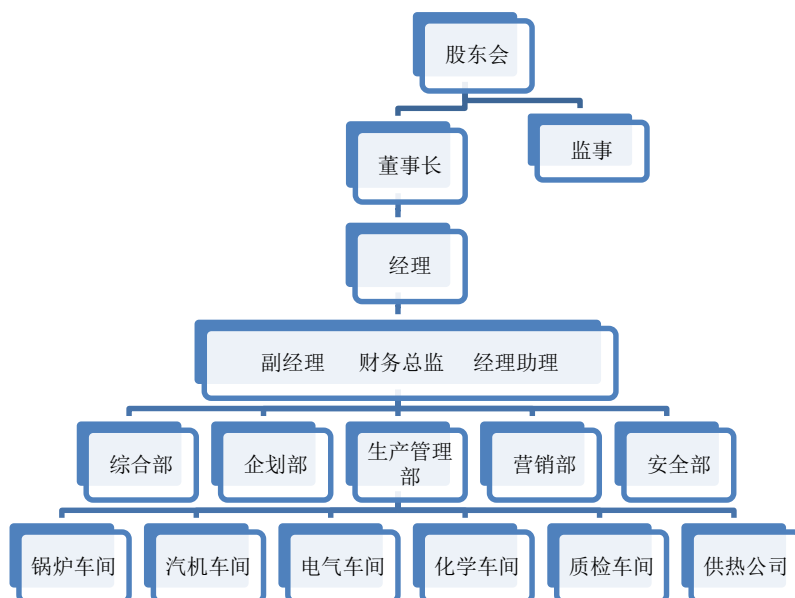 股东会
董事长
监事
经理
副经理 财务总监 经理助理
综合部
企划部
生产管理
部
营销部
安全部
锅炉车间
汽机车间
电气车间
化学车间
质检车间
供热公司